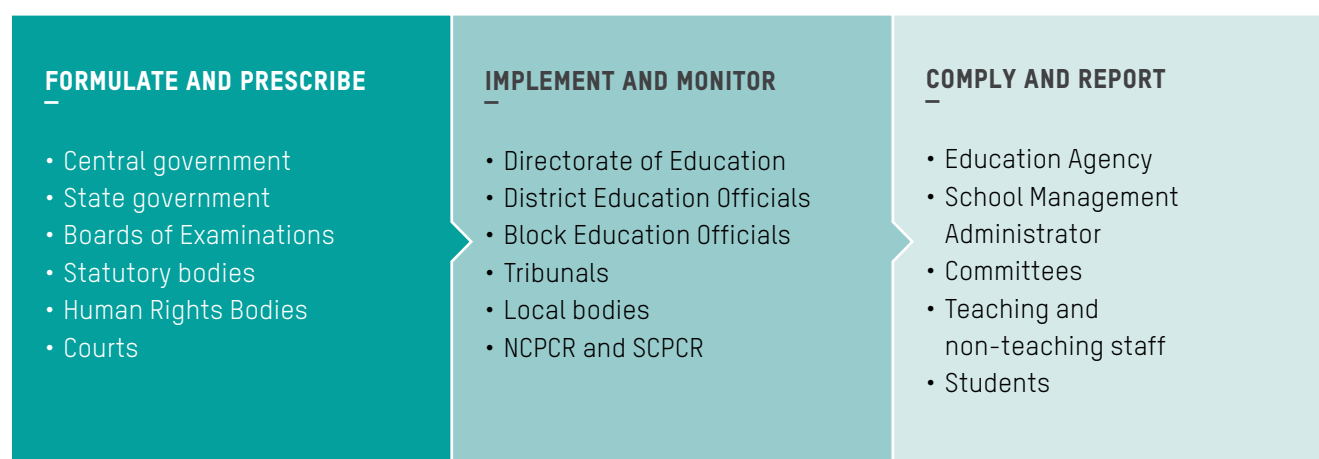 FORMULATE AND PRESCRIBE
• Central government
• State government
• Boards of Examinations
• Statutory bodies
• Human Rights Bodies
• Courts
IMPLEMENT AND MONITOR
• Directorate of Education
• District Education Officials
• Block Education Officials
• Tribunals
• Local bodies
• NCPCR and SCPCR
COMPLY AND REPORT
• Education Agency
• School Management
Administrator
• Committees
• Teaching and
non-teaching staff
• Students